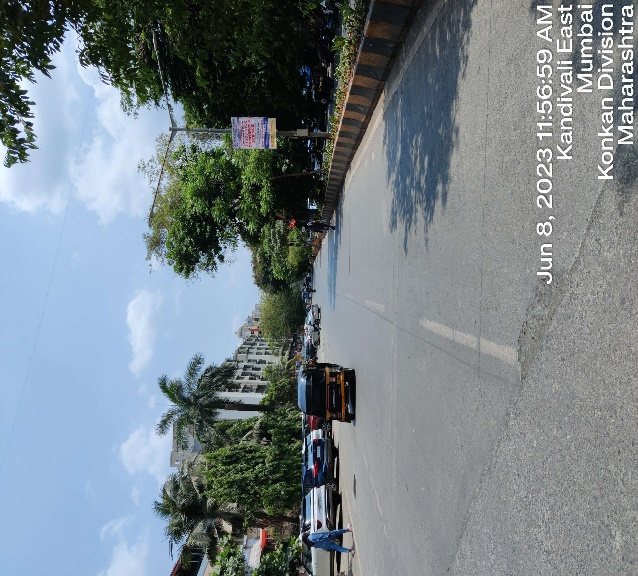 Jun 8, 2023 11:56:59 AM
Kandivali East
Mumbai
Konkan Division
Maharashtra